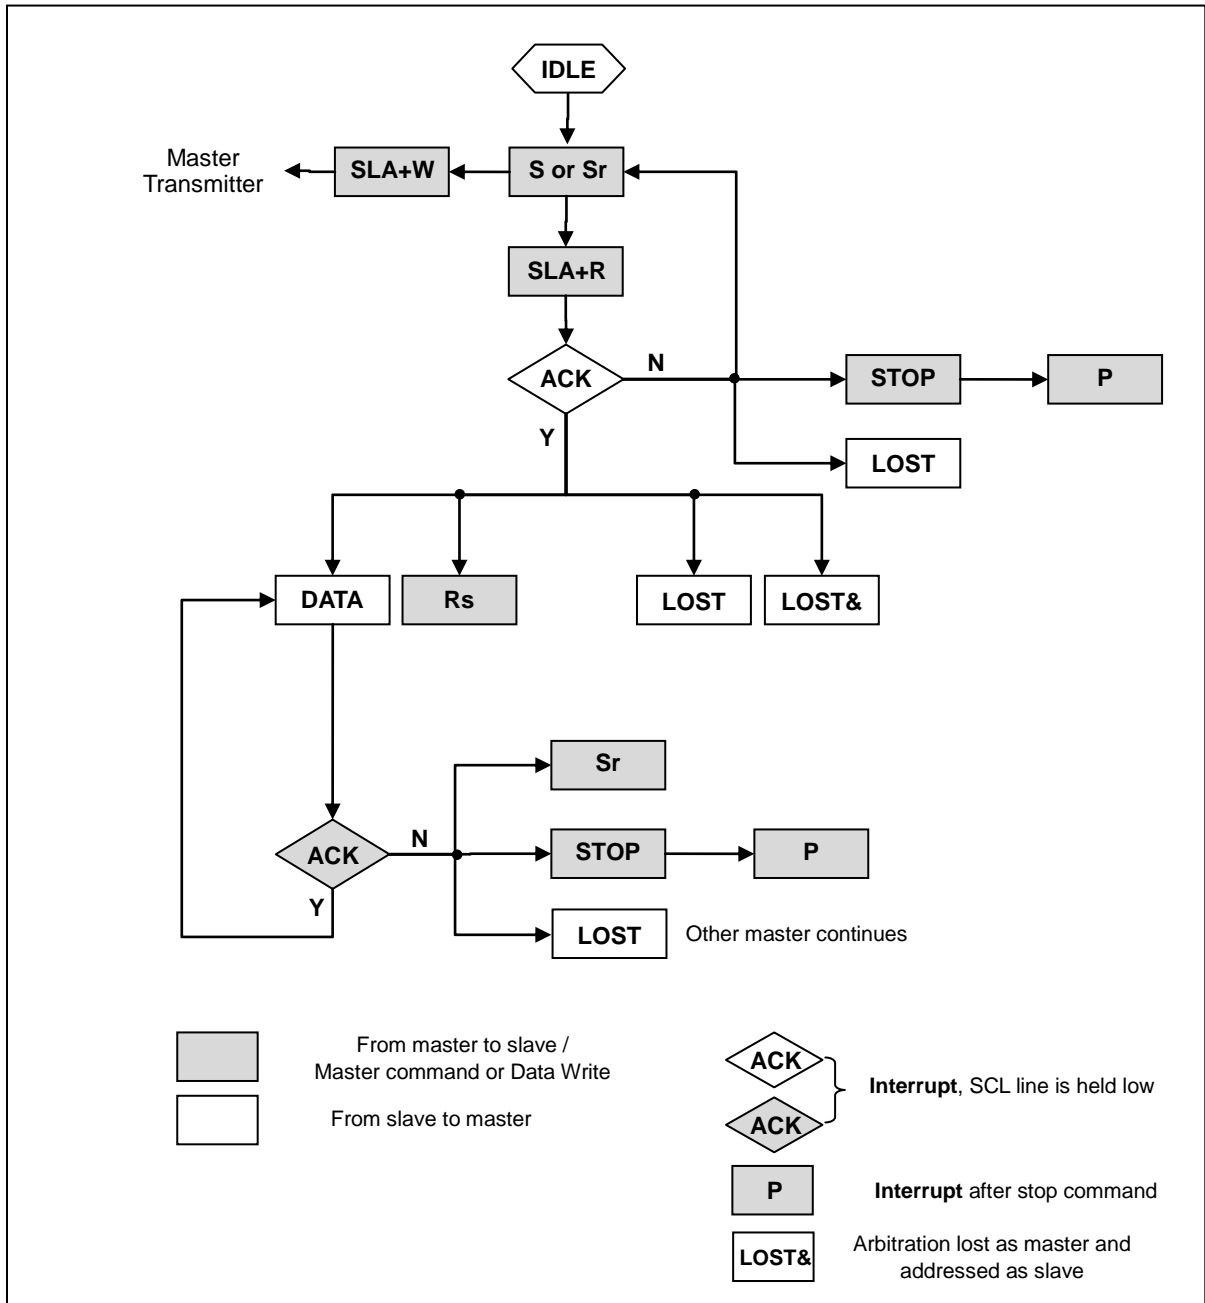 IDLE
Master
Transmitter
SLA+W
S or Sr
SLA+R
ACK
N
STOP
P
Y
LOST
DATA
Rs
LOST
LOST&
Sr
ACK
N
STOP
P
Y
LOST
Other master continues
From master to slave /
Master command or Data Write
From slave to master
ACK
ACK
Interrupt, SCL line is held low
P
Interrupt after stop command
LOST&
Arbitration lost as master and
addressed as slave